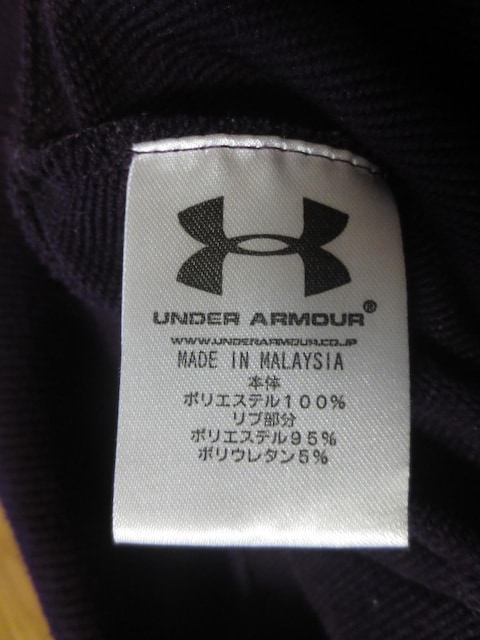 UNDER ARMOUR®
WWW.UNDERARMOUR.CO.JP
MADE IN MALAYSIA
本体
ポリエステル100%
リブ部分
ポリエステル95%
ポリウレタン5%